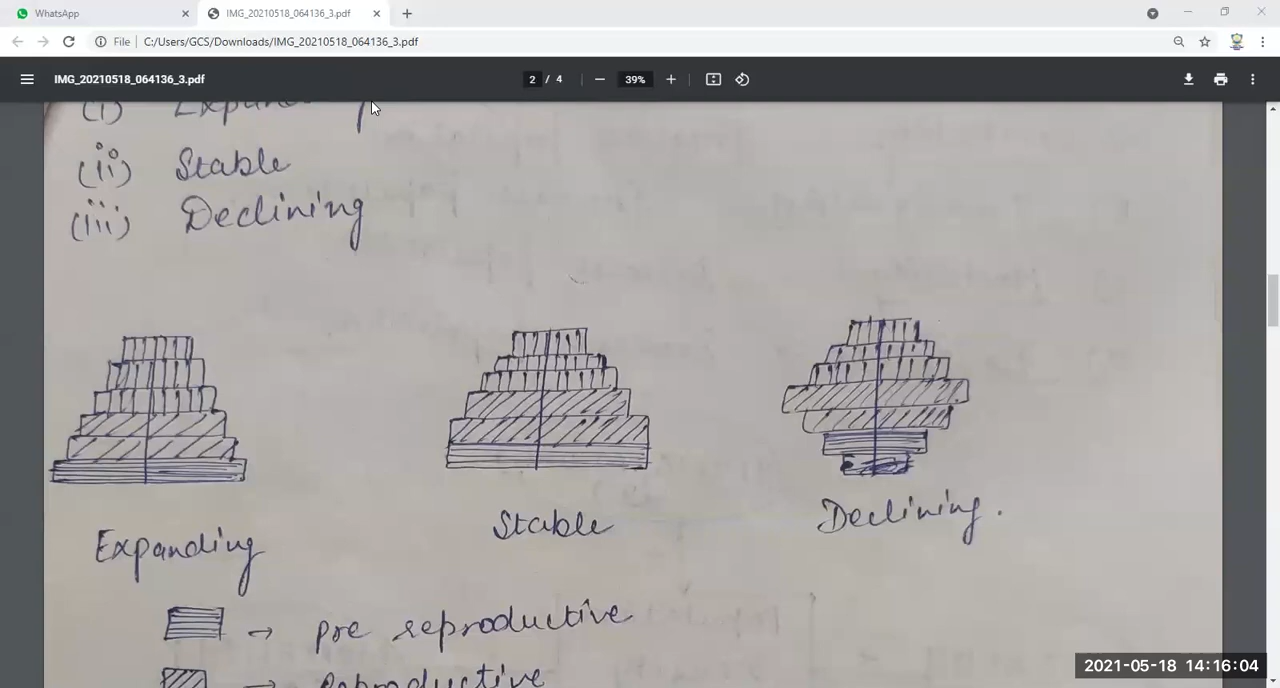 WhatsApp
IMG_20210518_064136_3.pdf
File C:/Users/GCS/Downloads/IMG_20210518_064136_3.pdf
IMG_20210518_064136_3.pdf
2 / 4
39%
(i)
(ii) Stable
(iii) Declining
Expanding
Stable
Declining.
→ pre reproductive
→ Reproductive
2021-05-18 14:16:04